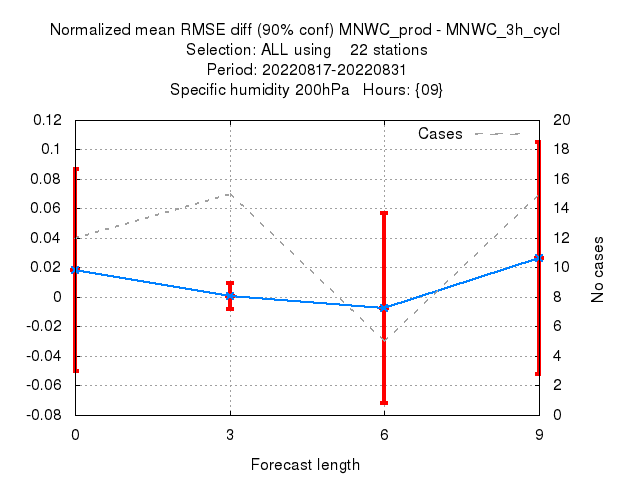 Normalized mean RMSE diff (90% conf) MNWC_prod - MNWC_3h_cycl
Selection: ALL using    22 stations
Period: 20220817-20220831
Specific humidity 200hPa   Hours: {09}
Cases
0.12
0.1
0.08
0.06
0.04
0.02
0
-0.02
-0.04
-0.06
-0.08
20
18
16
14
12
10
8
6
4
2
0
No cases
0 3 6 9
Forecast length